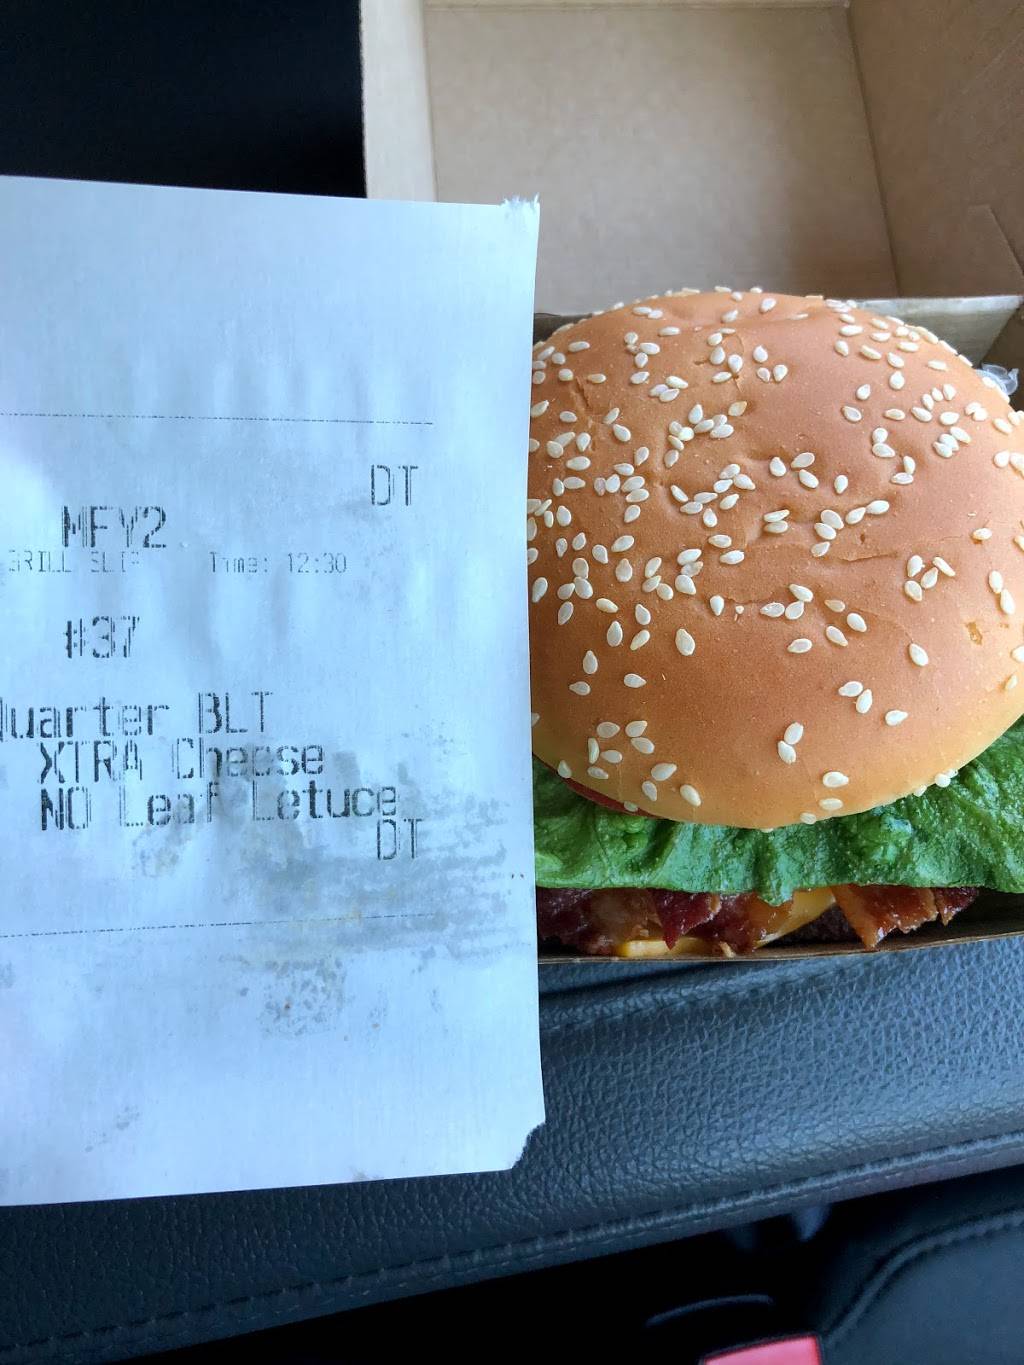 DT
MFY2
GRILL SLIP Time: 12:30
#37
Quarter BLT
XTRA Cheese
NO Leaf Letuce
DT